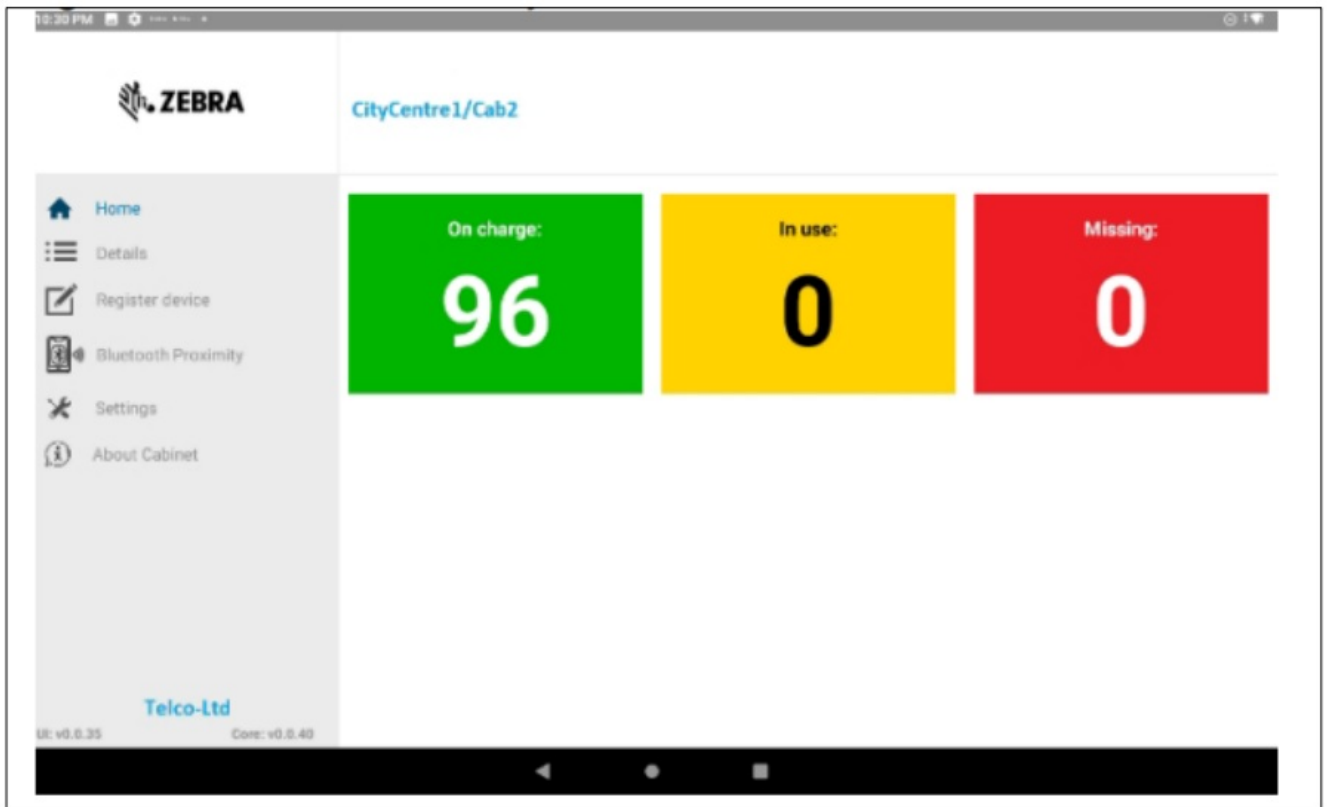 10:30 PM
ZEBRA
CityCentre1/Cab2
Home
Details
Register device
Bluetooth Proximity
Settings
About Cabinet
On charge:
96
In use:
0
Missing:
0
Telco-Ltd
UI: v0.0.35
Core: v0.0.40